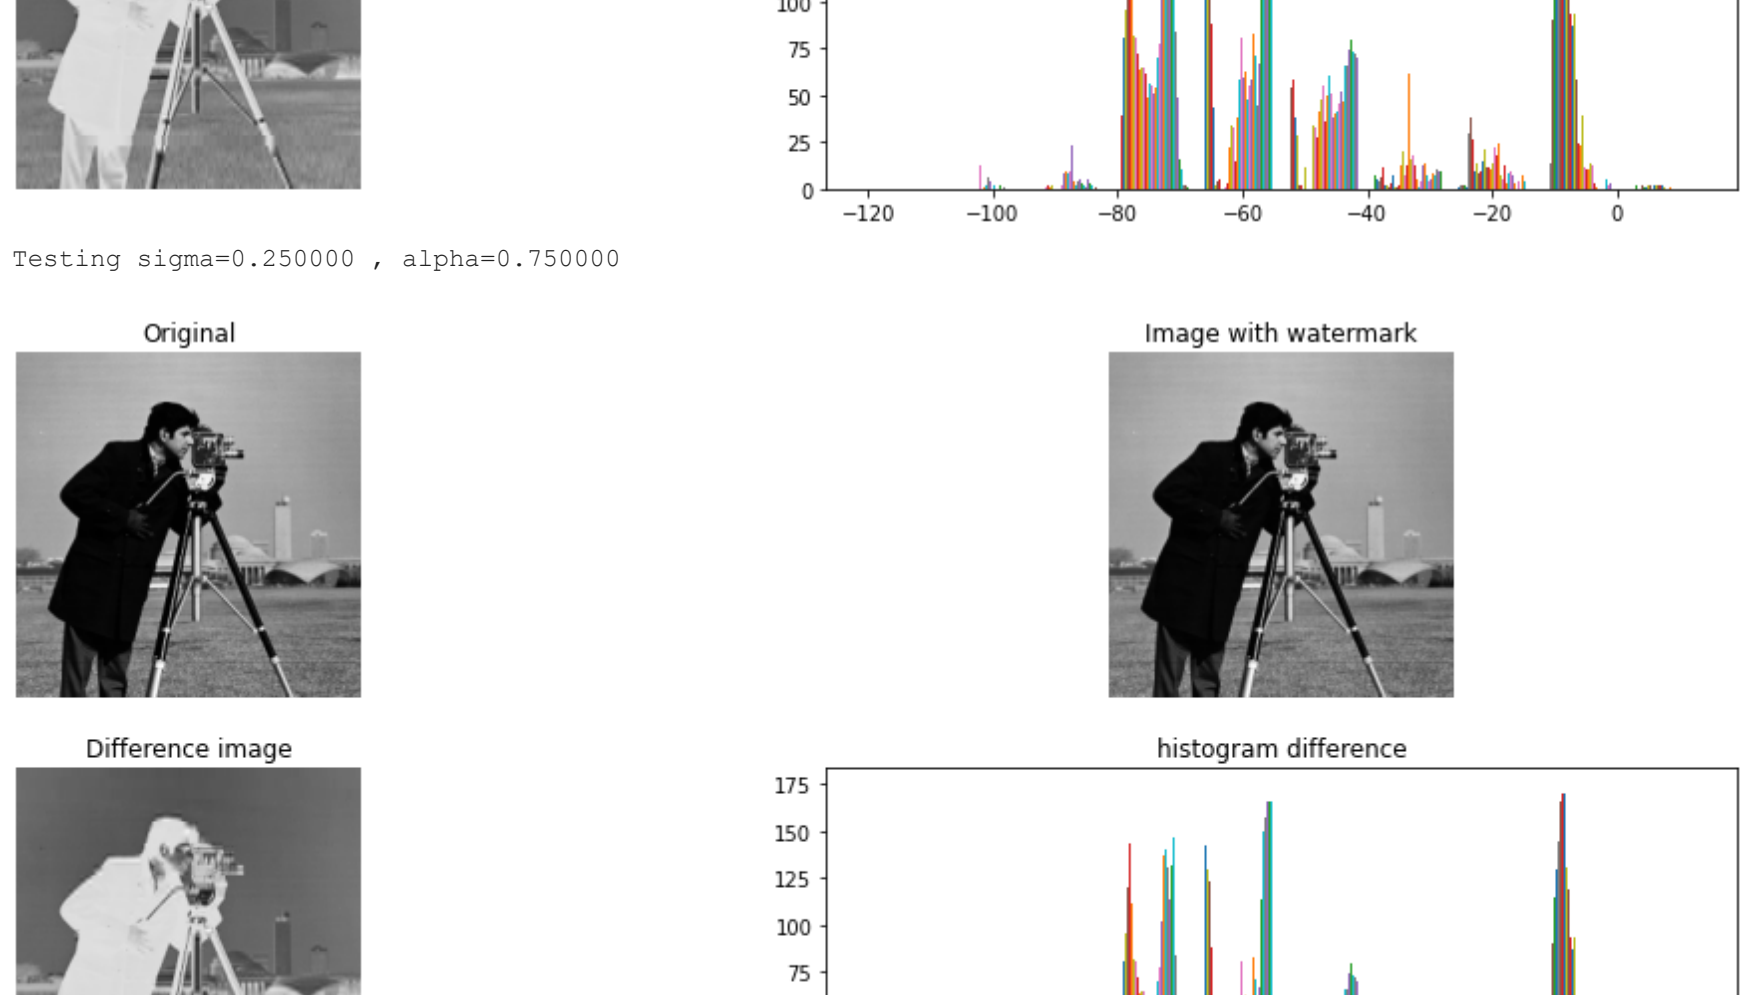 100
75
50
25
0
−120 −100 −80 −60 −40 −20 0
Testing sigma=0.250000 , alpha=0.750000
Original
Image with watermark
Difference image
histogram difference
175
150
125
100
75